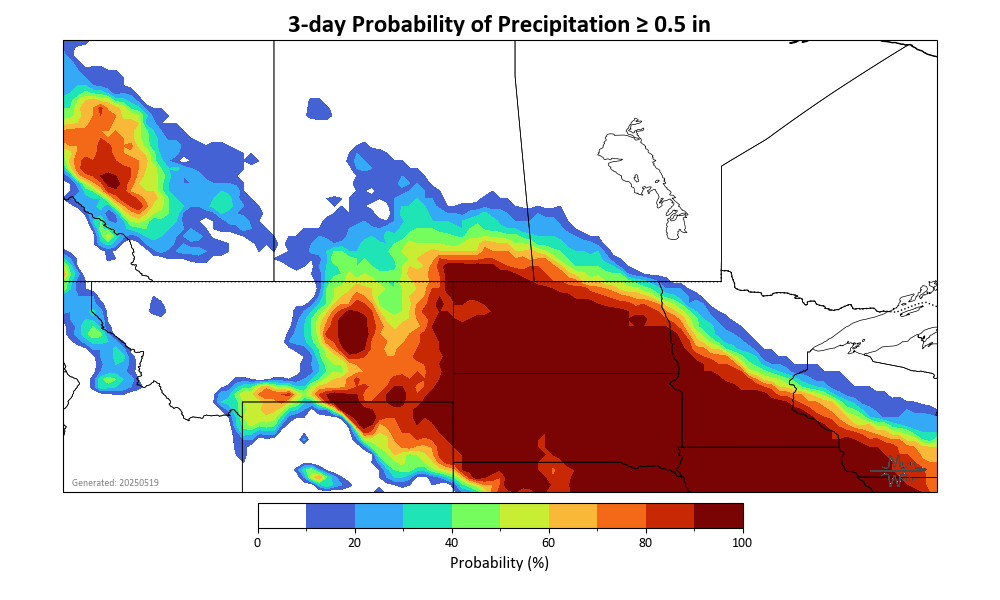 3-day Probability of Precipitation ≥ 0.5 in
Generated: 20250519
0 20 40 60 80 100
Probability (%)